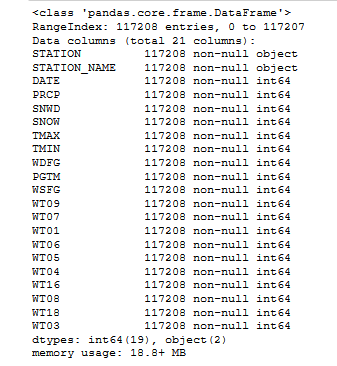 <class 'pandas.core.frame.DataFrame'>
RangeIndex: 117208 entries, 0 to 117207
Data columns (total 21 columns):
STATION         117208 non-null object
STATION_NAME    117208 non-null object
DATE            117208 non-null int64
PRCP            117208 non-null int64
SNWD            117208 non-null int64
SNOW            117208 non-null int64
TMAX            117208 non-null int64
TMIN            117208 non-null int64
WDFG            117208 non-null int64
PGTM            117208 non-null int64
WSFG            117208 non-null int64
WT09            117208 non-null int64
WT07            117208 non-null int64
WT01            117208 non-null int64
WT06            117208 non-null int64
WT05            117208 non-null int64
WT04            117208 non-null int64
WT16            117208 non-null int64
WT08            117208 non-null int64
WT18            117208 non-null int64
WT03            117208 non-null int64
dtypes: int64(19), object(2)
memory usage: 18.8+ MB